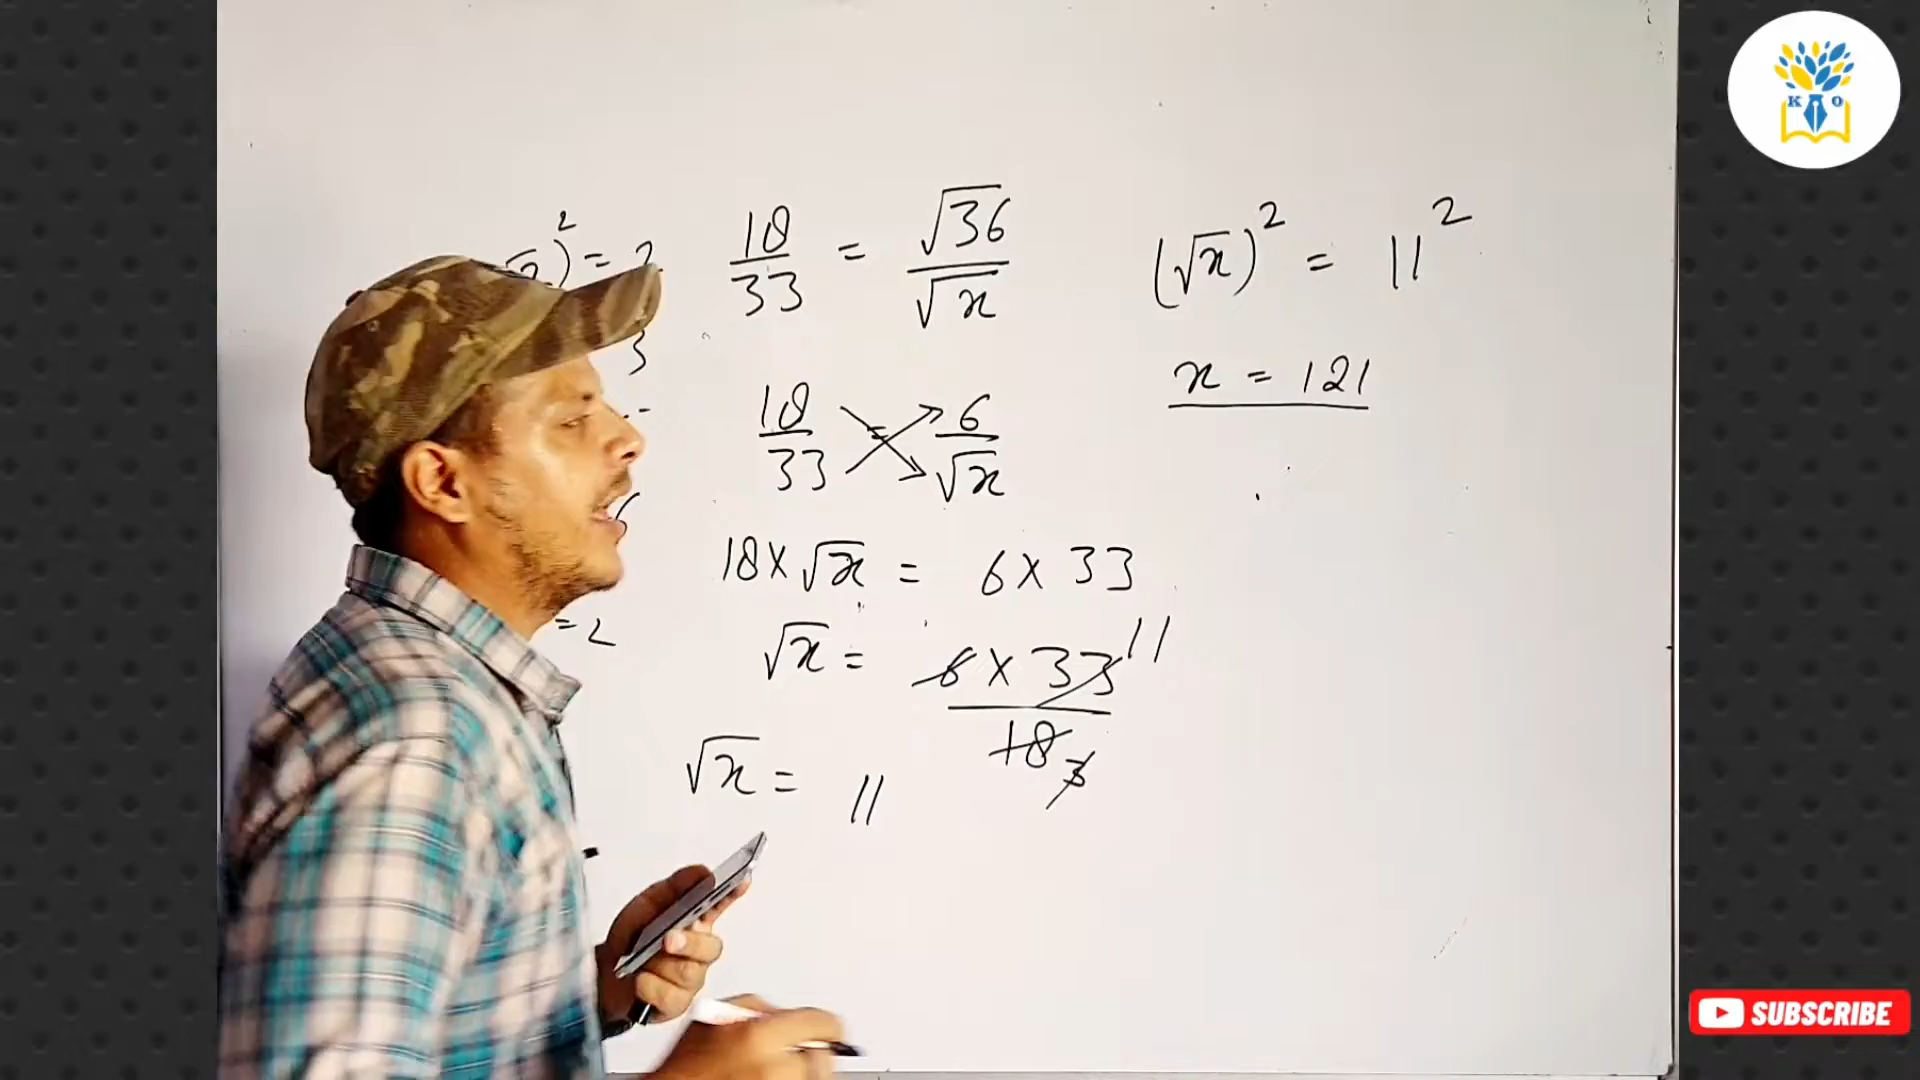 18/33 = √36/√x
18/33 = 6/√x
18 x √x = 6 x 33
√x = 6 x 33 11
18 3
√x = 11
(√x)² = 11²
x = 121
= 2
K O
SUBSCRIBE